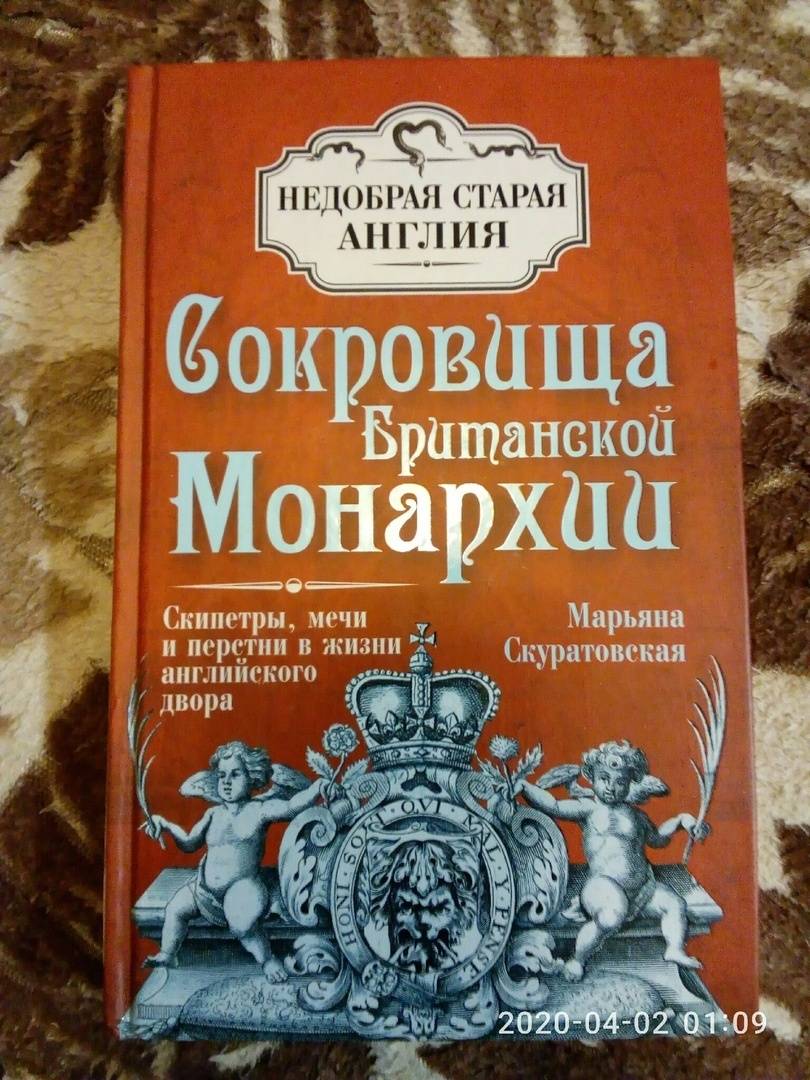 НЕДОБРАЯ СТАРАЯ
АНГЛИЯ
Сокровища
Британской
Монархии
Скипетры, мечи
и перстни в жизни
английского
двора
Марьяна
Скуратовская
HONI · SOIT · QVI · MAL · Y · PENSE
2020-04-02 01:09